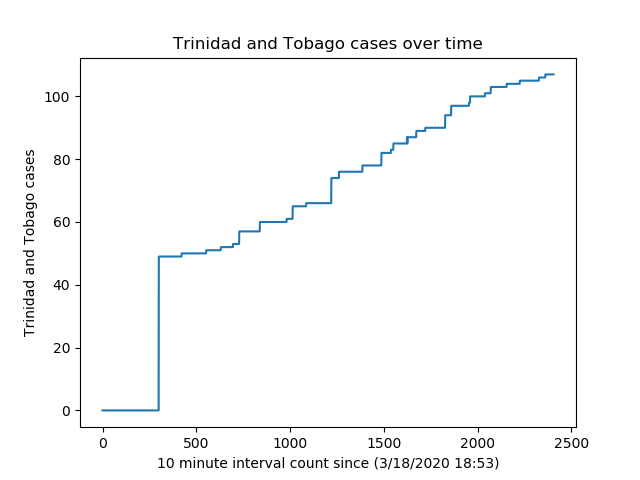 Trinidad and Tobago cases over time
Trinidad and Tobago cases
100
80
60
40
20
0
0 500 1000 1500 2000 2500
10 minute interval count since (3/18/2020 18:53)